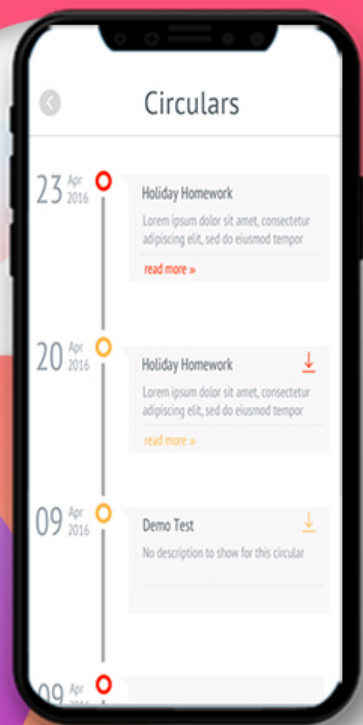 Circulars
23 Apr
2016
Holiday Homework
Lorem ipsum dolor sit amet, consectetur
adipiscing elit, sed do eiusmod tempor
read more »
20 Apr
2016
Holiday Homework
Lorem ipsum dolor sit amet, consectetur
adipiscing elit, sed do eiusmod tempor
read more »
09 Apr
2016
Demo Test
No description to show for this circular
09 Apr